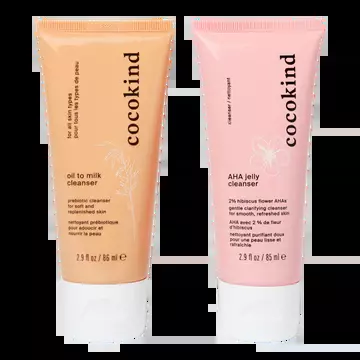 cocokind
for all skin types
pour tous les types de peau
oil to milk
cleanser
prebiotic cleanser
for soft and
replenished skin
nettoyant prébiotique
pour adoucir et
nourrir la peau
2.9 fl oz / 86 ml ℮
cocokind
cleanser / nettoyant
AHA jelly
cleanser
2% hibiscus flower AHAs
gentle clarifying cleanser
for smooth, refreshed skin
AHA avec 2 % de fleur
d'hibiscus
nettoyant purifiant doux
pour une peau lisse et
rafraîchie
2.9 fl oz / 85 ml ℮